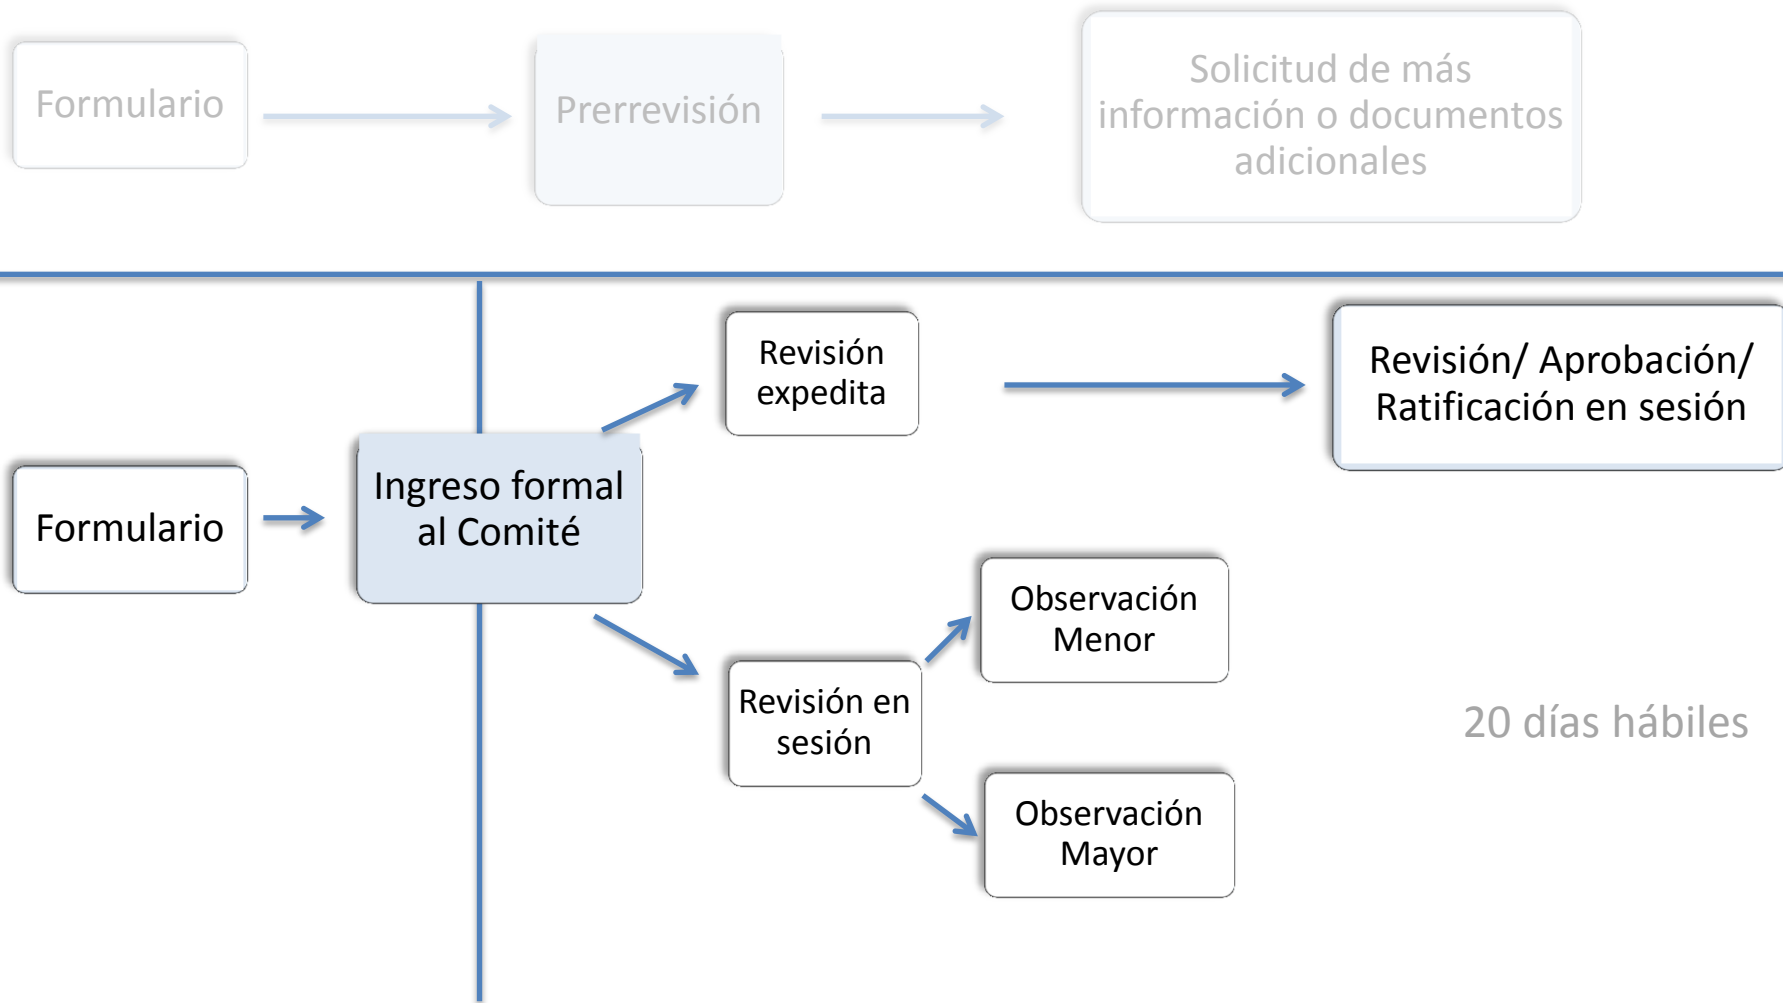 Formulario
Prerrevisión
Solicitud de más
información o documentos
adicionales
Revisión
expedita
Revisión/ Aprobación/
Ratificación en sesión
Formulario
Ingreso formal
al Comité
Observación
Menor
Revisión en
sesión
20 días hábiles
Observación
Mayor